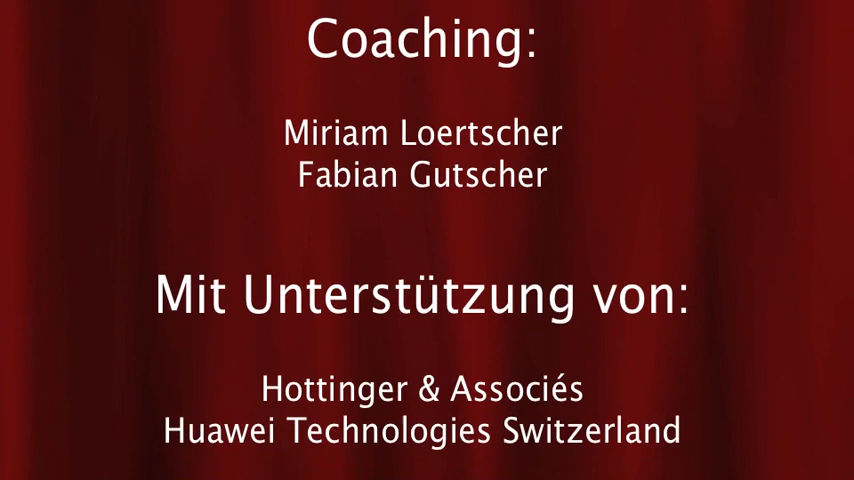 Coaching:
Miriam Loertscher
Fabian Gutscher
Mit Unterstützung von:
Hottinger & Associés
Huawei Technologies Switzerland